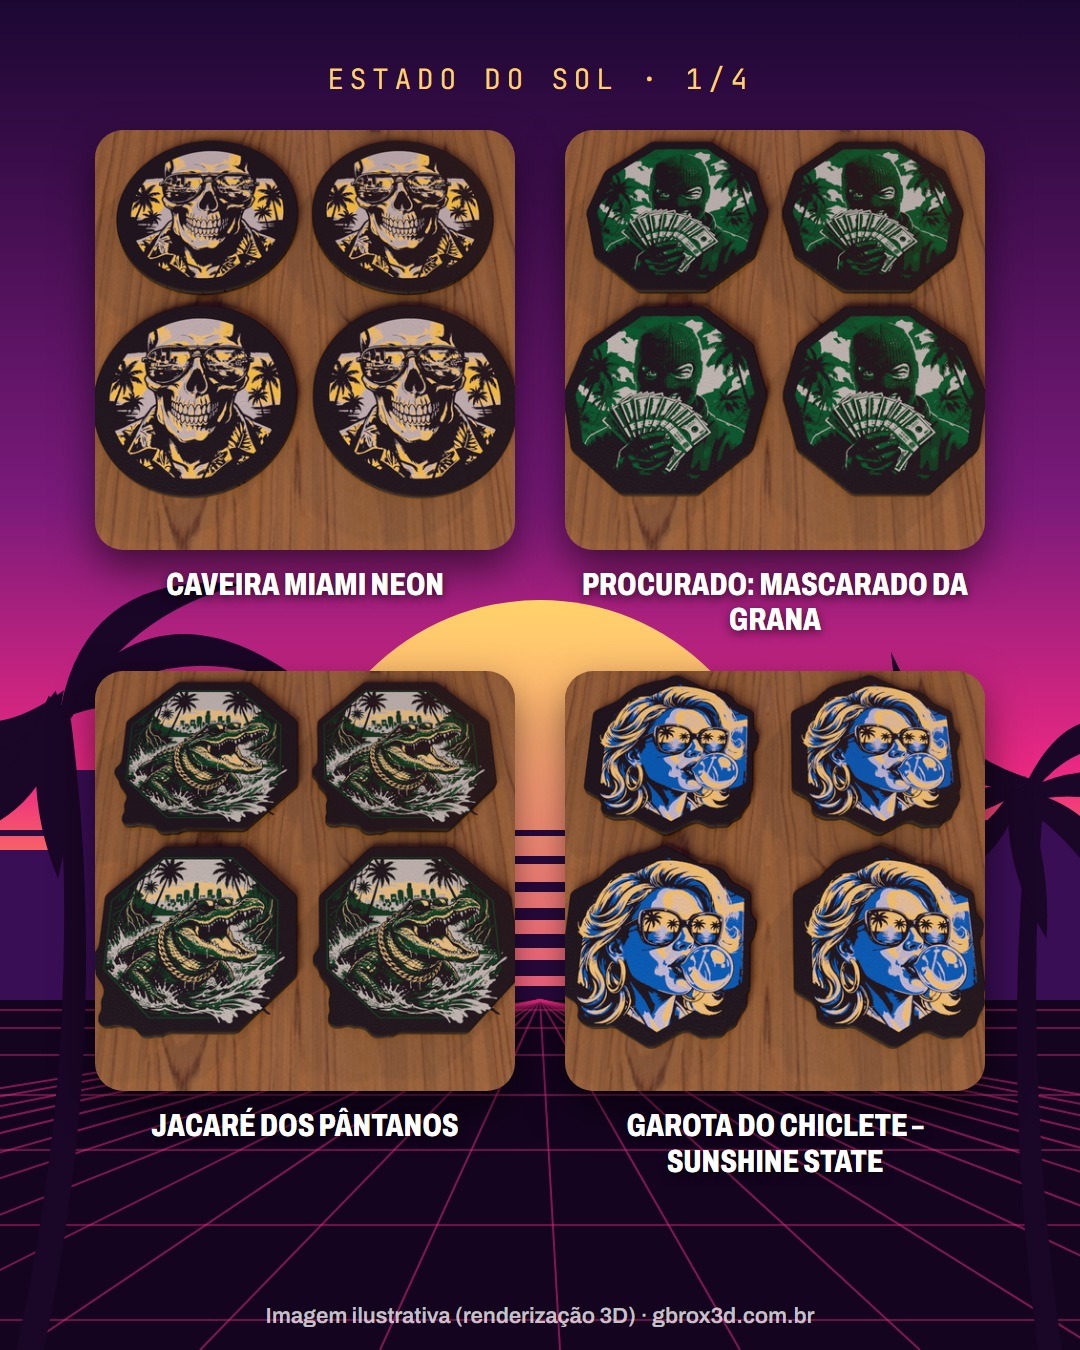 ESTADO DO SOL · 1/4
CAVEIRA MIAMI NEON
PROCURADO: MASCARADO DA
GRANA
JACARÉ DOS PÂNTANOS
GAROTA DO CHICLETE –
SUNSHINE STATE
Imagem ilustrativa (renderização 3D) · gbrox3d.com.br